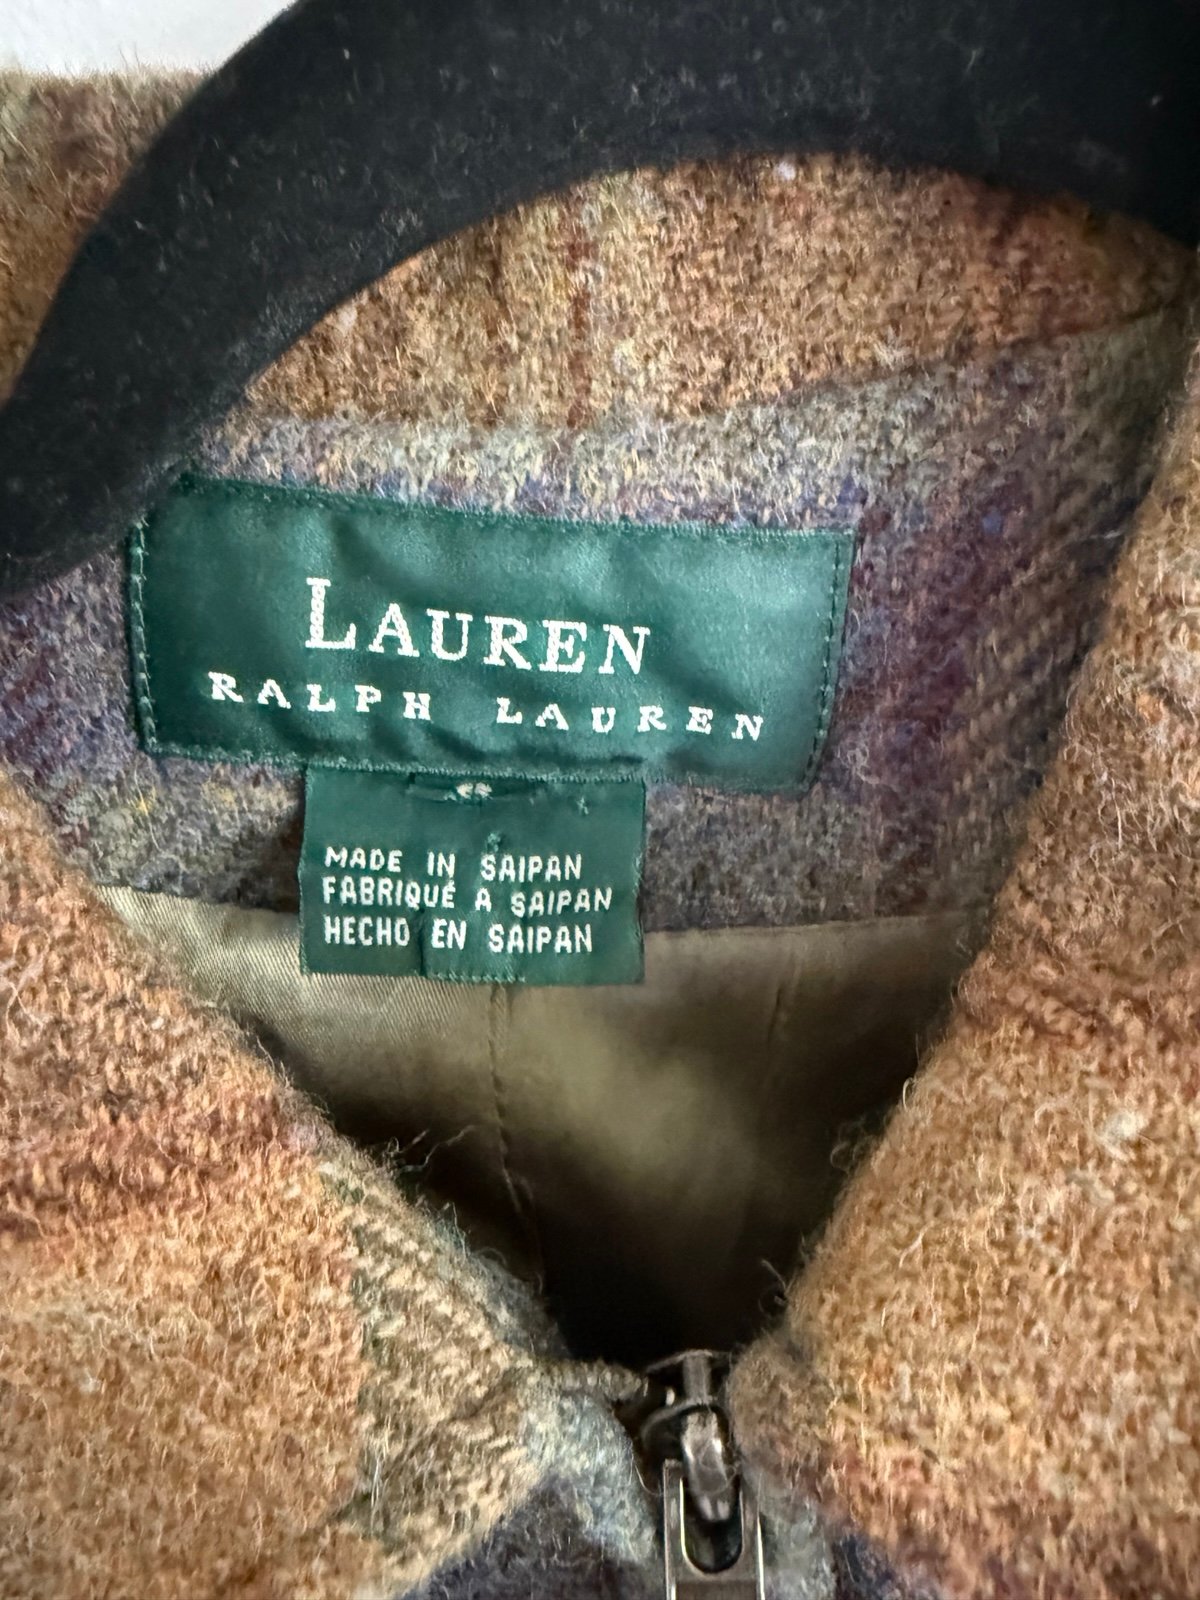 LAUREN
RALPH LAUREN
MADE IN SAIPAN
FABRIQUÉ A SAIPAN
HECHO EN SAIPAN